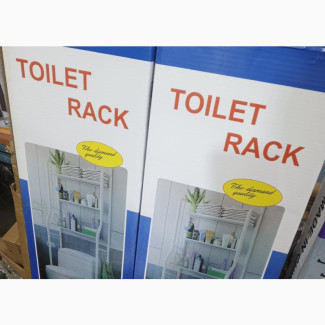 TOILET
RACK
The diamond
quality
TOILET
RACK
The diamond
quality